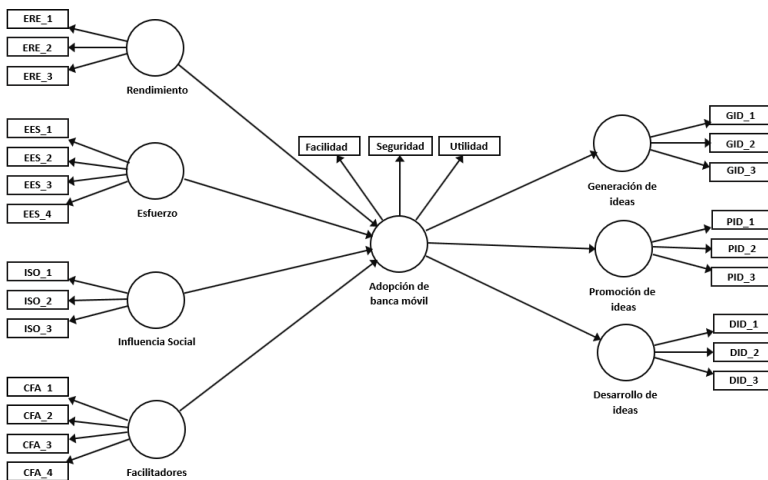 ERE_1
ERE_2
ERE_3
Rendimiento
EES_1
EES_2
EES_3
EES_4
Esfuerzo
ISO_1
ISO_2
ISO_3
Influencia Social
CFA_1
CFA_2
CFA_3
CFA_4
Facilitadores
Facilidad
Seguridad
Utilidad
Adopción de
banca móvil
GID_1
GID_2
GID_3
Generación de
ideas
PID_1
PID_2
PID_3
Promoción de
ideas
DID_1
DID_2
DID_3
Desarrollo de
ideas